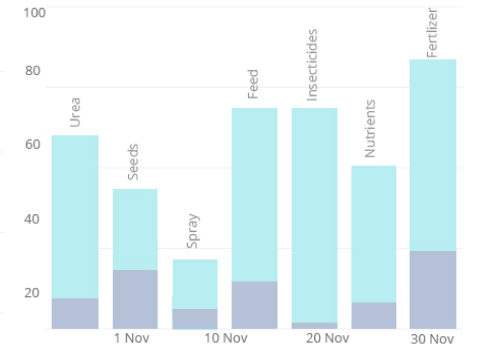 100
80
60
40
20
Urea
Seeds
Spray
Feed
Insecticides
Nutrients
Fertlizer
1 Nov
10 Nov
20 Nov
30 Nov